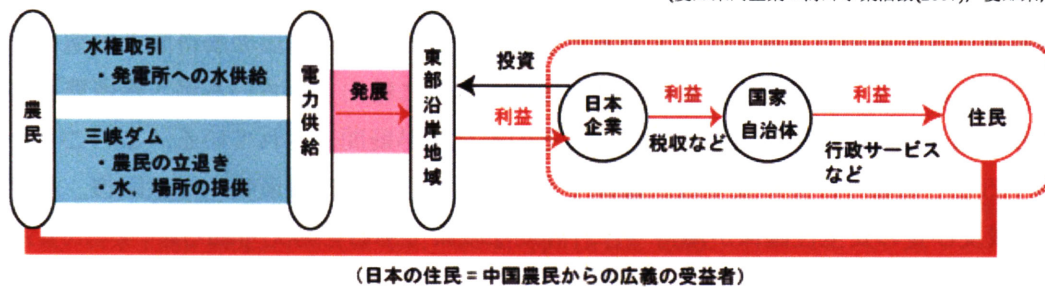 農民
水権取引
・発電所への水供給
三峡ダム
・農民の立退き
・水，場所の提供
電力供給
発展
東部沿岸地域
投資
利益
日本
企業
利益
税収など
国家
自治体
利益
行政サービス
など
住民
（日本の住民＝中国農民からの広義の受益者）